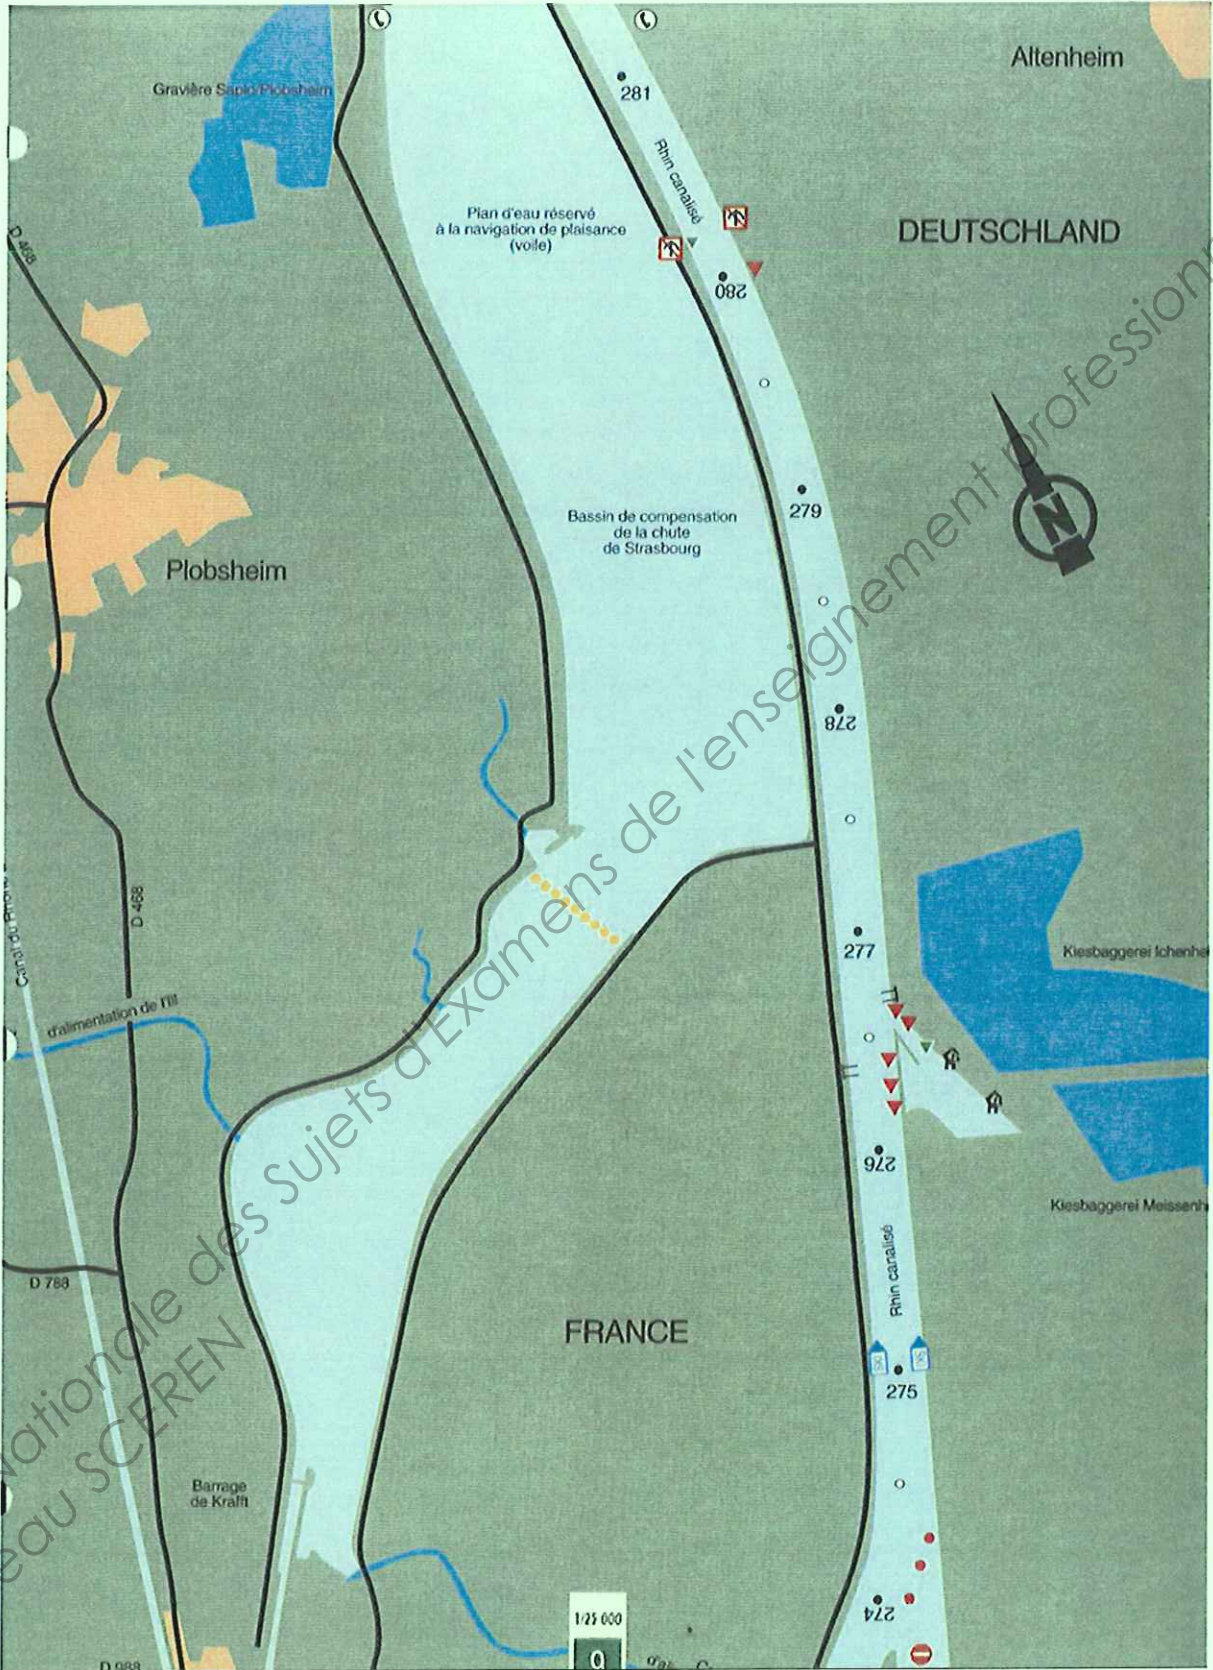 Altenheim
Gravière Sapic/Plobsheim
281
Rhin canalisé
Plan d'eau réservé
à la navigation de plaisance
(voile)
DEUTSCHLAND
D 468
280
N
279
Bassin de compensation
de la chute
de Strasbourg
Plobsheim
278
D 468
277
Kiesbaggerei Ichenhe
Canal du Rhône
d'alimentation de l'Ill
276
Kiesbaggerei Meissenh
Rhin canalisé
D 788
FRANCE
275
Barrage
de Krafft
274
1/25 000
9
D 988
Nationale des Sujets d'Examens de l'enseignement professionn
eau SCEREN